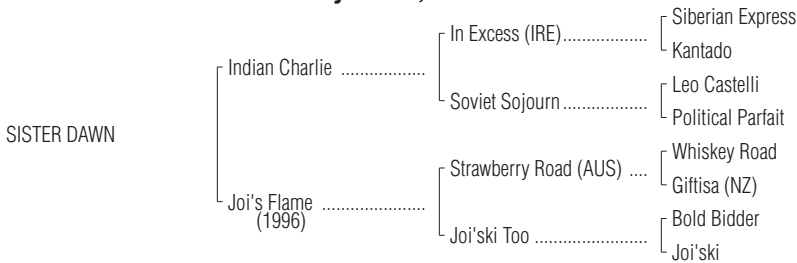 Siberian Express
In Excess (IRE)..................
Kantado
Indian Charlie ..................
Leo Castelli
Soviet Sojourn..................
Political Parfait
SISTER DAWN
Whiskey Road
Strawberry Road (AUS) ....
Giftisa (NZ)
Joi's Flame ......................
(1996)
Bold Bidder
Joi'ski Too ........................
Joi'ski